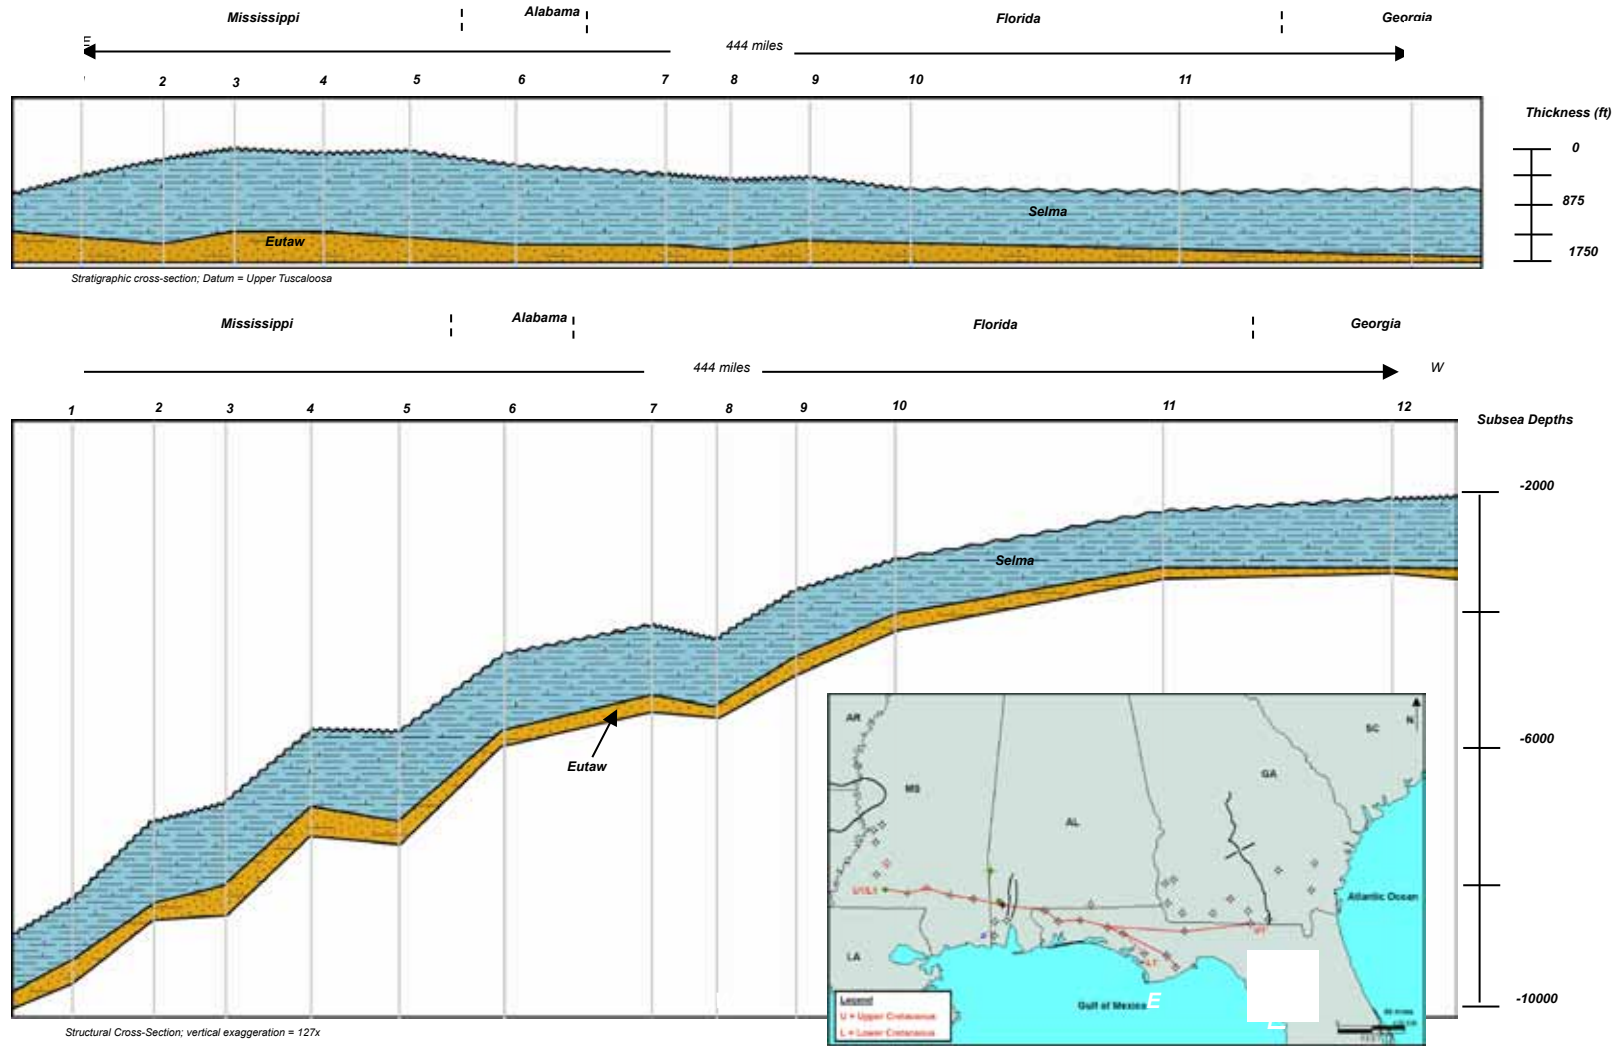 Mississippi Alabama Florida Georgia
444 miles
2 3 4 5 6 7 8 9 10 11
Thickness (ft)
0
875
1750
Selma
Eutaw
Stratigraphic cross-section; Datum = Upper Tuscaloosa
Mississippi Alabama Florida Georgia
444 miles W
1 2 3 4 5 6 7 8 9 10 11 12
Subsea Depths
-2000
-6000
-10000
Selma
Eutaw
Structural Cross-Section; vertical exaggeration = 127x
AR
MS
AL
GA
SC
N
LA
U1/L1
U1
L1
Atlantic Ocean
Gulf of Mexico
E
E
Legend
U = Upper Cretaceous
L = Lower Cretaceous